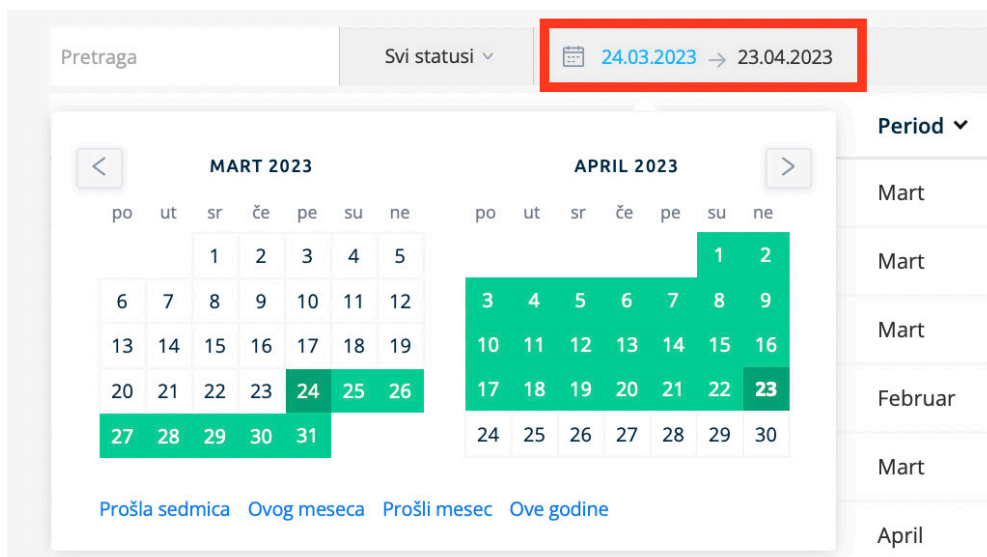 Pretraga
Svi statusi
24.03.2023 → 23.04.2023
Period
MART 2023
po ut sr če pe su ne
1 2 3 4 5
6 7 8 9 10 11 12
13 14 15 16 17 18 19
20 21 22 23 24 25 26
27 28 29 30 31
APRIL 2023
po ut sr če pe su ne
1 2
3 4 5 6 7 8 9
10 11 12 13 14 15 16
17 18 19 20 21 22 23
24 25 26 27 28 29 30
Prošla sedmica Ovog meseca Prošli mesec Ove godine
Mart
Mart
Mart
Februar
Mart
April